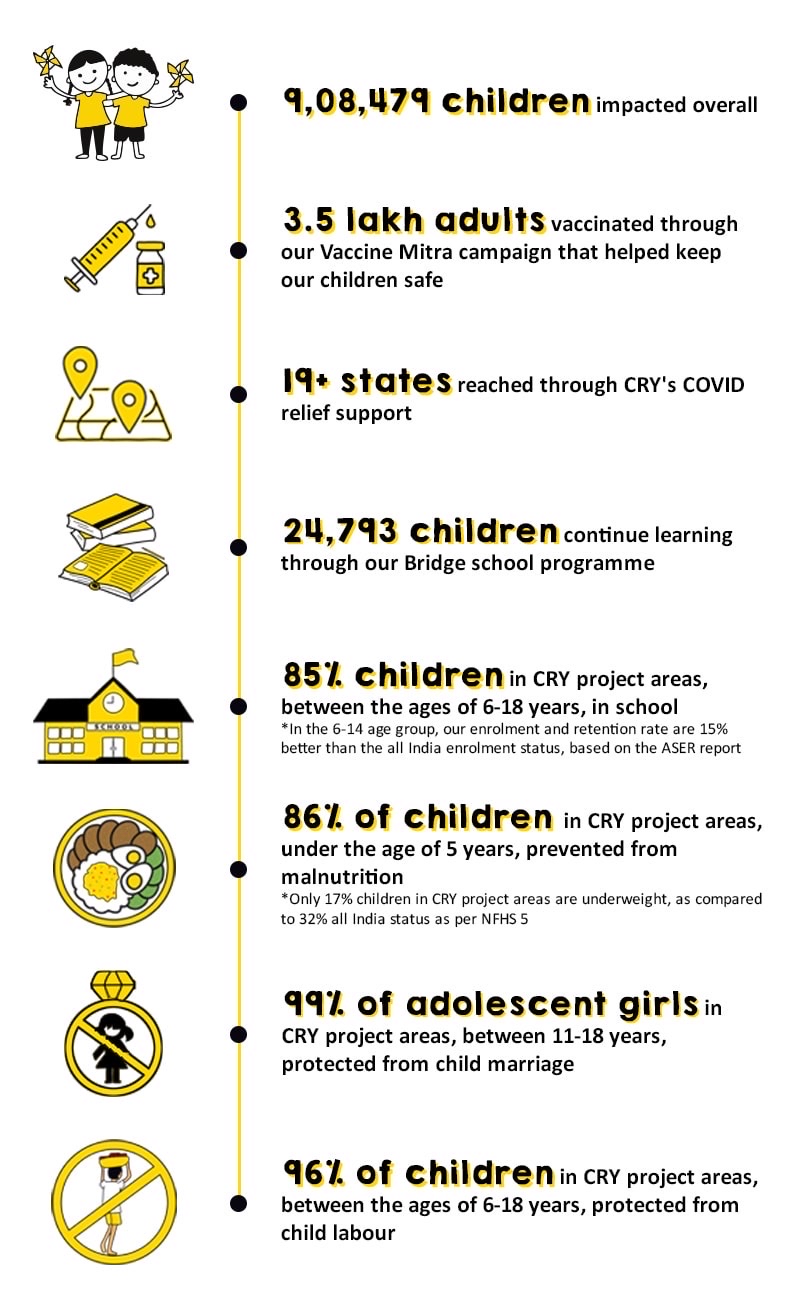 9,08,479 children impacted overall
3.5 lakh adults vaccinated through
our Vaccine Mitra campaign that helped keep
our children safe
19+ states reached through CRY's COVID
relief support
24,793 children continue learning
through our Bridge school programme
SCHOOL
85% children in CRY project areas,
between the ages of 6-18 years, in school
*In the 6-14 age group, our enrolment and retention rate are 15%
better than the all India enrolment status, based on the ASER report
86% of children in CRY project areas,
under the age of 5 years, prevented from
malnutrition
*Only 17% children in CRY project areas are underweight, as compared
to 32% all India status as per NFHS 5
99% of adolescent girls in
CRY project areas, between 11-18 years,
protected from child marriage
96% of children in CRY project areas,
between the ages of 6-18 years, protected from
child labour